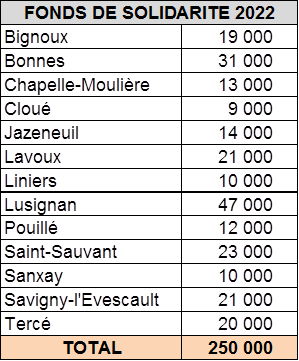 FONDS DE SOLIDARITE 2022
Bignoux 19 000
Bonnes 31 000
Chapelle-Moulière 13 000
Cloué 9 000
Jazeneuil 14 000
Lavoux 21 000
Liniers 10 000
Lusignan 47 000
Pouillé 12 000
Saint-Sauvant 23 000
Sanxay 10 000
Savigny-l'Evescault 21 000
Tercé 20 000
TOTAL 250 000